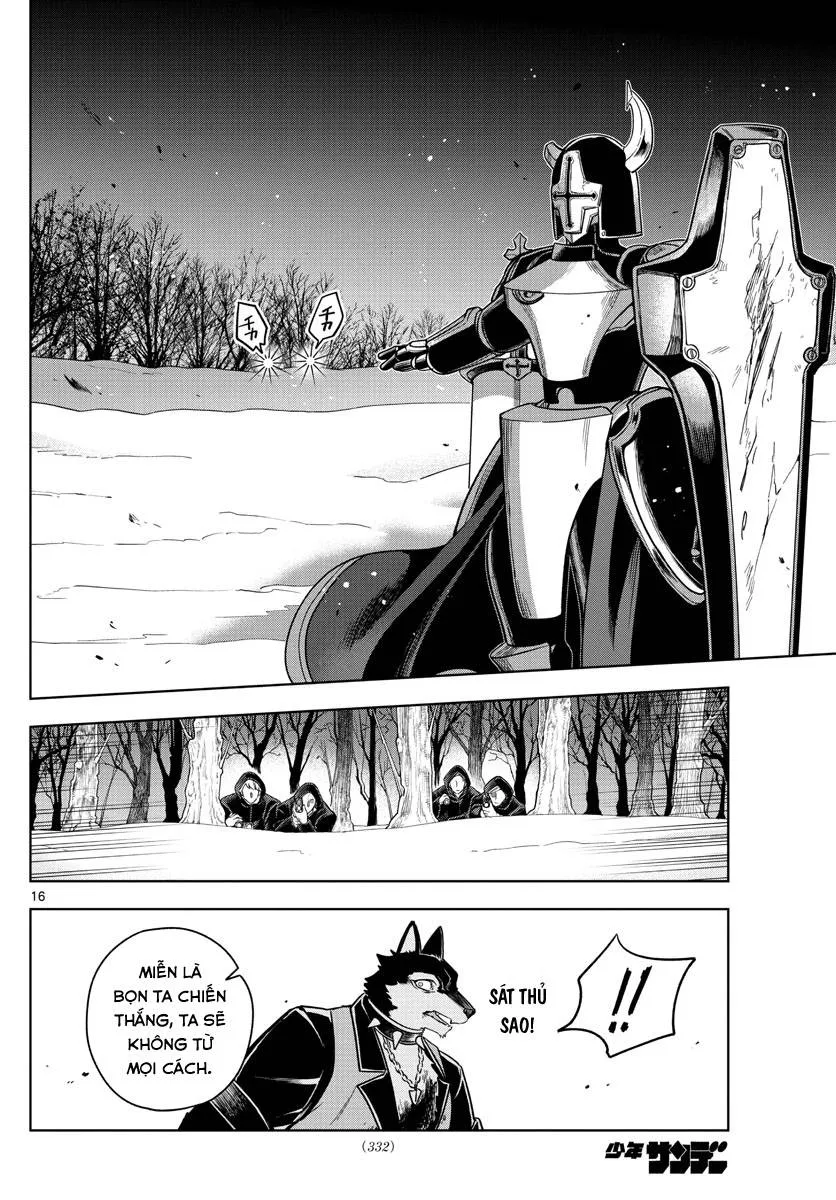 チカ
チカ
16
!!
SÁT THỦ
SAO!
MIỄN LÀ
BỌN TA CHIẾN
THẮNG, TA SẼ
KHÔNG TỪ
MỌI CÁCH.
(332)
少年サンデー